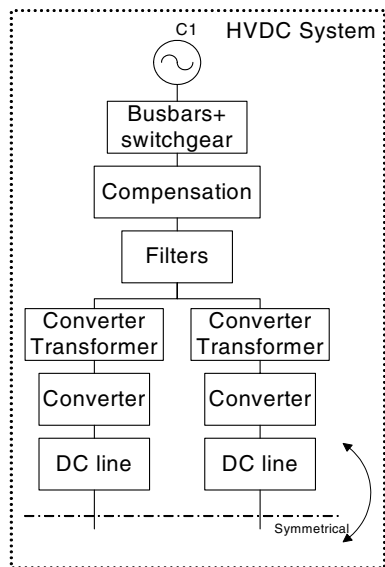 C1
HVDC System
Busbars+
switchgear
Compensation
Filters
Converter
Transformer
Converter
Transformer
Converter
Converter
DC line
DC line
Symmetrical